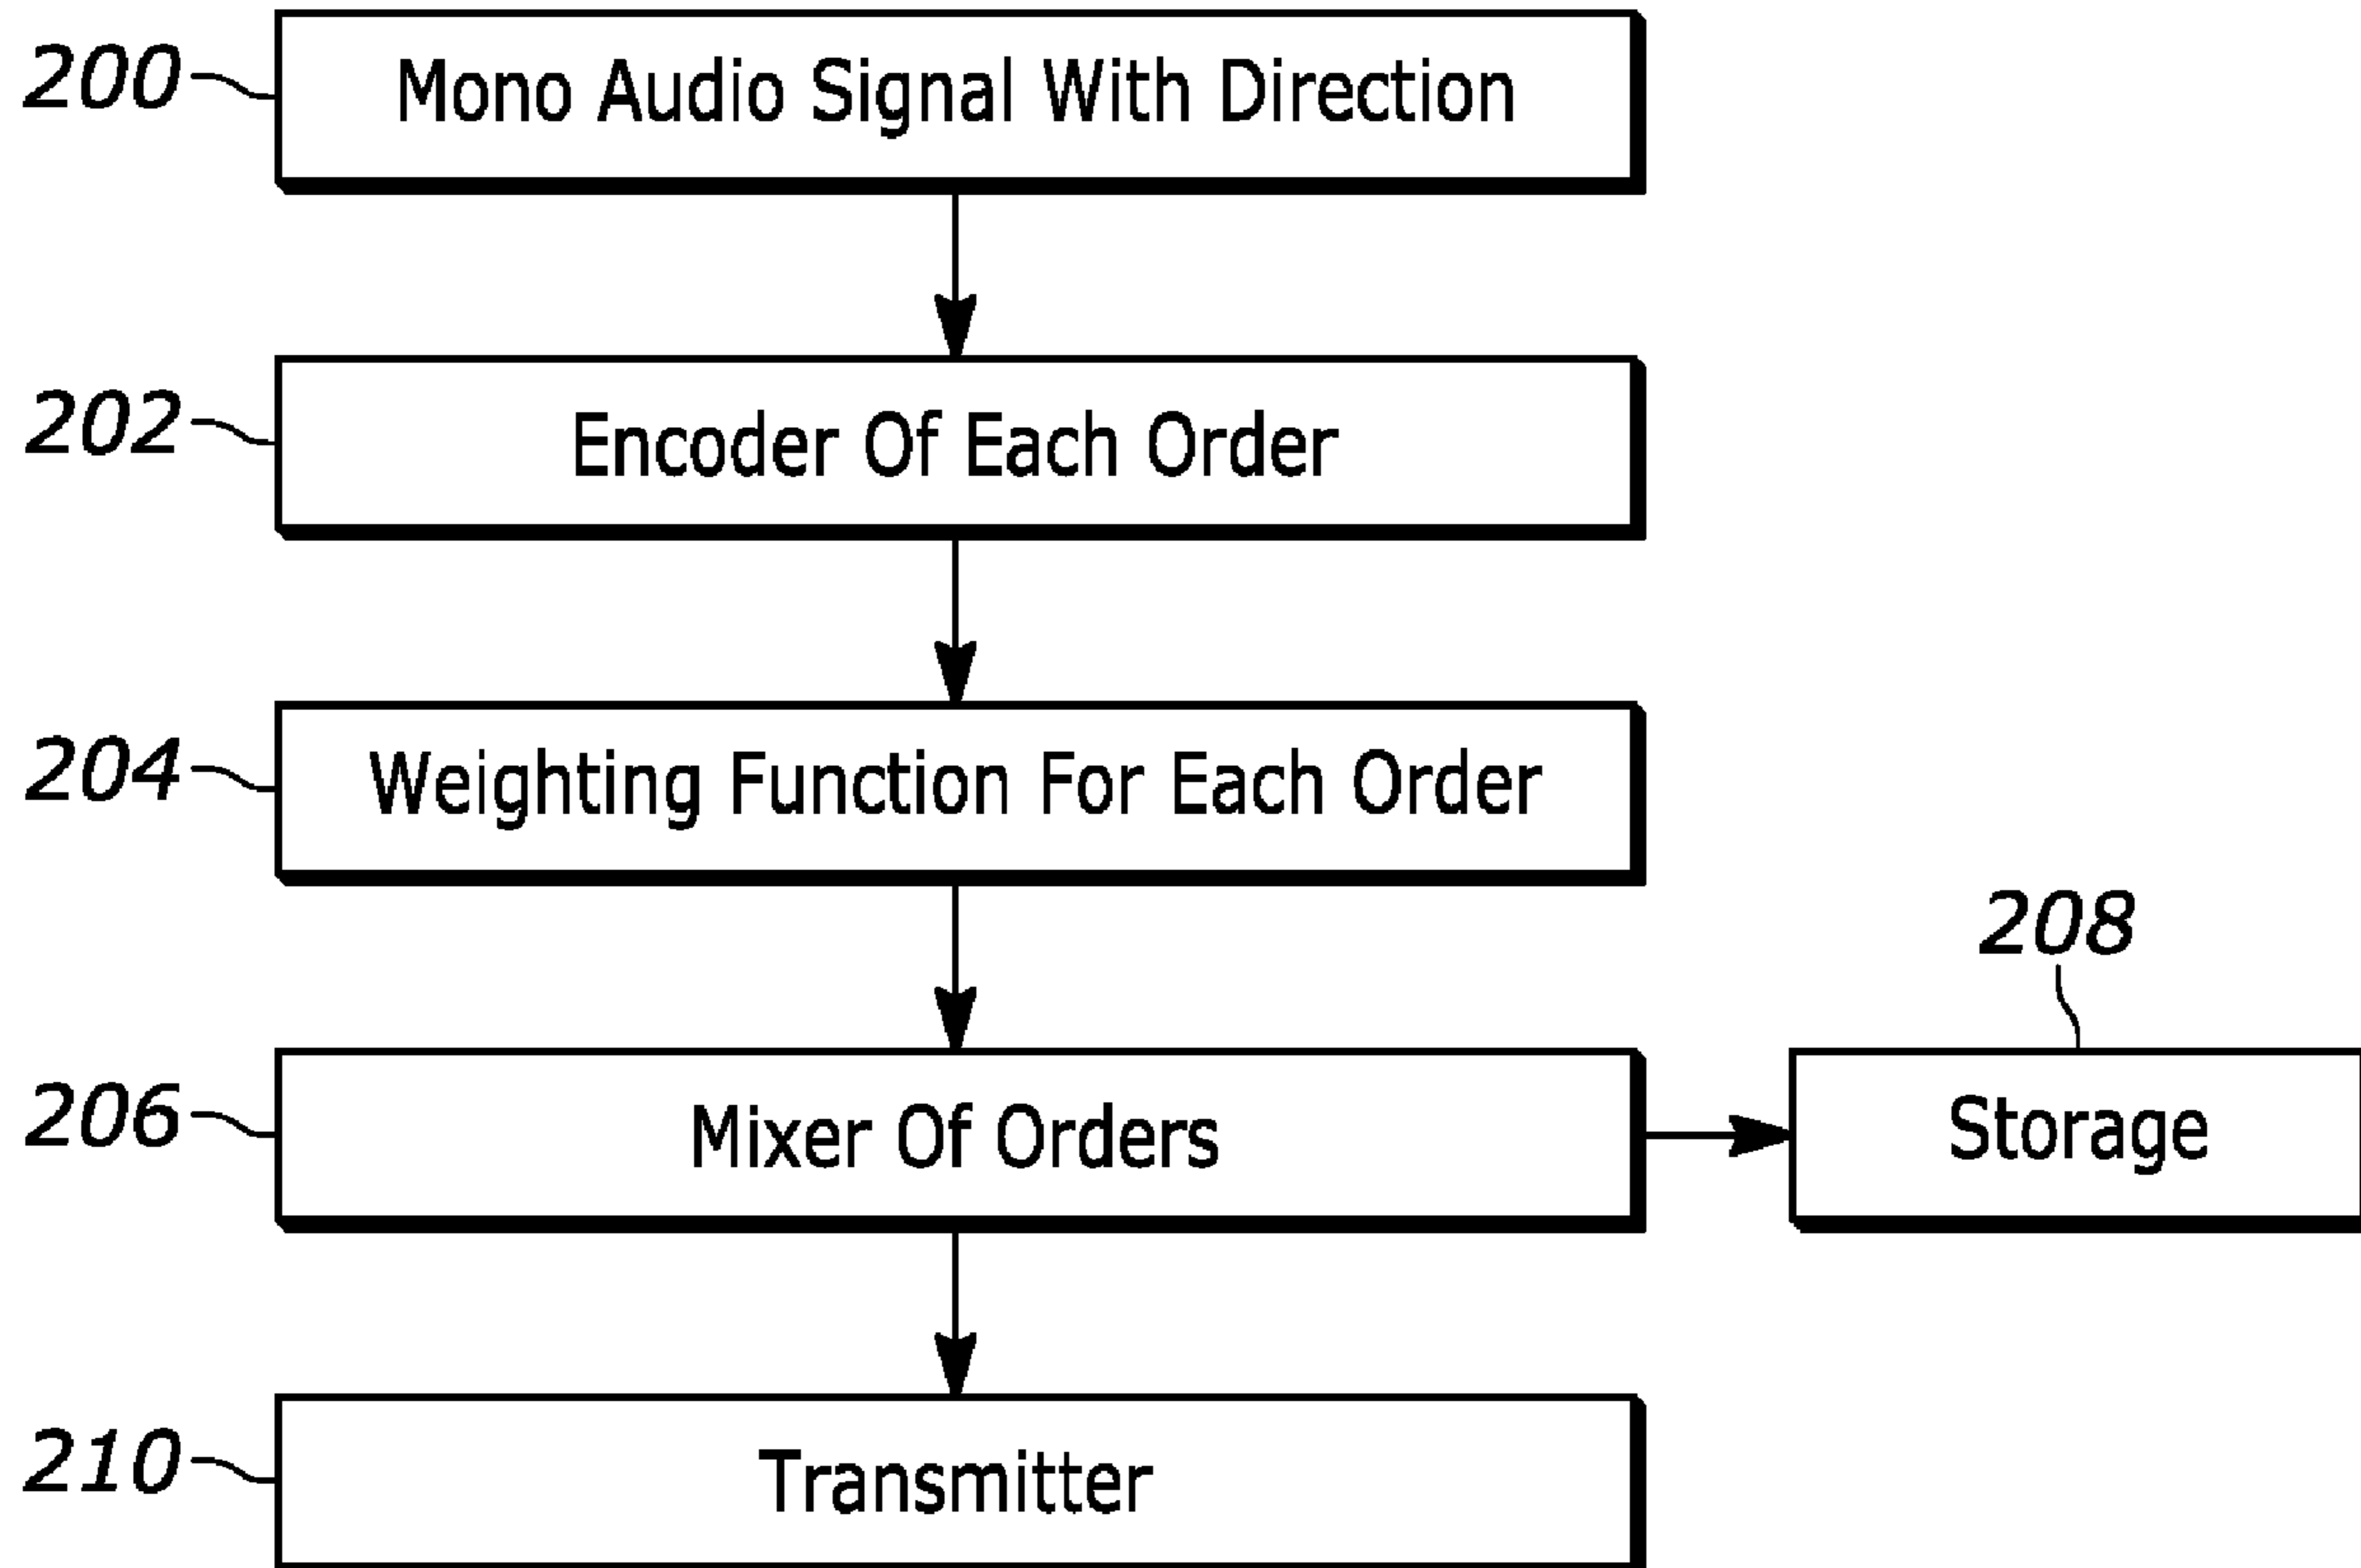 200
Mono Audio Signal With Direction
202
Encoder Of Each Order
204
Weighting Function For Each Order
208
206
Mixer Of Orders
Storage
210
Transmitter